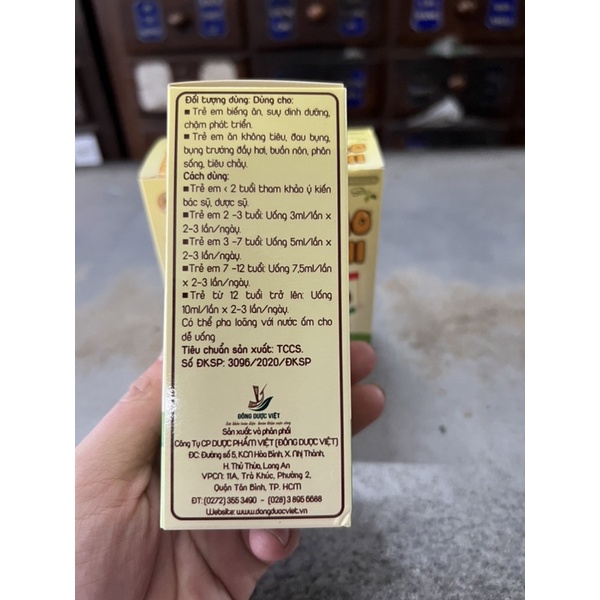 Đối tượng dùng: Dùng cho:
■ Trẻ em biếng ăn, suy dinh dưỡng,
chậm phát triển.
■ Trẻ em ăn không tiêu, đau bụng,
bụng trướng đầy hơi, buồn nôn, phân
sống, tiêu chảy.
Cách dùng:
■ Trẻ em < 2 tuổi tham khảo ý kiến
bác sỹ, dược sỹ.
■ Trẻ em 2 -3 tuổi: Uống 3ml/lần x
2-3 lần/ngày.
■ Trẻ em 3 -7 tuổi: Uống 5ml/lần x
2-3 lần/ngày.
■ Trẻ em 7 -12 tuổi: Uống 7,5ml/lần
x 2-3 lần/ngày.
■ Trẻ từ 12 tuổi trở lên: Uống
10ml/lần x 2-3 lần/ngày.
Có thể pha loãng với nước ấm cho
dễ uống
Tiêu chuẩn sản xuất: TCCS.
Số ĐKSP: 3096/2020/ĐKSP
ĐÔNG DƯỢC VIỆT
Sản xuất và phân phối
Công Ty CP DƯỢC PHẨM VIỆT (ĐÔNG DƯỢC VIỆT)
ĐC: Đường số 5, KCN Hòa Bình, X. Nhị Thành,
H. Thủ Thừa, Long An
VPCN: 11A, Trà Khúc, Phường 2,
Quận Tân Bình, TP. HCM
ĐT: (0272) 355 3490 - (028) 3 895 6688
Website: www.dongduocviet.vn